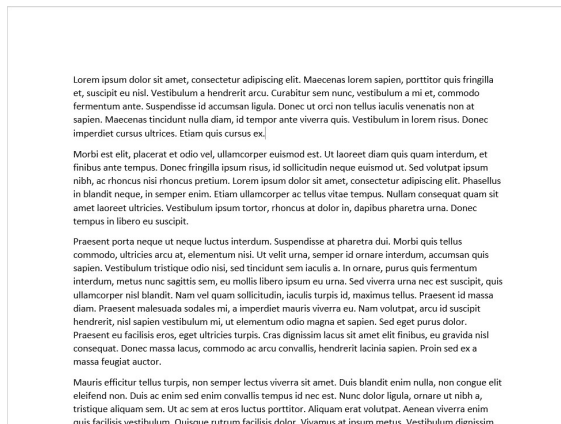 Lorem ipsum dolor sit amet, consectetur adipiscing elit. Maecenas lorem sapien, porttitor quis fringilla
et, suscipit eu nisl. Vestibulum a hendrerit arcu. Curabitur sem nunc, vestibulum a mi et, commodo
fermentum ante. Suspendisse id accumsan ligula. Donec ut orci non tellus iaculis venenatis non at
sapien. Maecenas tincidunt nulla diam, id tempor ante viverra quis. Vestibulum in lorem risus. Donec
imperdiet cursus ultrices. Etiam quis cursus ex.
Morbi est elit, placerat et odio vel, ullamcorper euismod est. Ut laoreet diam quis quam interdum, et
finibus ante tempus. Donec fringilla ipsum risus, id sollicitudin neque euismod ut. Sed volutpat ipsum
nibh, ac rhoncus nisi rhoncus pretium. Lorem ipsum dolor sit amet, consectetur adipiscing elit. Phasellus
in blandit neque, in semper enim. Etiam ullamcorper ac tellus vitae tempus. Nullam consequat quam sit
amet laoreet ultricies. Vestibulum ipsum tortor, rhoncus at dolor in, dapibus pharetra urna. Donec
tempus in libero eu suscipit.
Praesent porta neque ut neque luctus interdum. Suspendisse at pharetra dui. Morbi quis tellus
commodo, ultricies arcu at, elementum nisi. Ut velit urna, semper id ornare interdum, accumsan quis
sapien. Vestibulum tristique odio nisi, sed tincidunt sem iaculis a. In ornare, purus quis fermentum
interdum, metus nunc sagittis sem, eu mollis libero ipsum eu urna. Sed viverra urna nec est suscipit, quis
ullamcorper nisl blandit. Nam vel quam sollicitudin, iaculis turpis id, maximus tellus. Praesent id massa
diam. Praesent malesuada sodales mi, a imperdiet mauris viverra eu. Nam volutpat, arcu id suscipit
hendrerit, nisl sapien vestibulum mi, ut elementum odio magna et sapien. Sed eget purus dolor.
Praesent eu facilisis eros, eget ultricies turpis. Cras dignissim lacus sit amet elit finibus, eu gravida nisl
consequat. Donec massa lacus, commodo ac arcu convallis, hendrerit lacinia sapien. Proin sed ex a
massa feugiat auctor.
Mauris efficitur tellus turpis, non semper lectus viverra sit amet. Duis blandit enim nulla, non congue elit
eleifend non. Duis ac enim sed enim convallis tempus id nec est. Nunc dolor ligula, ornare ut nibh a,
tristique aliquam sem. Ut ac sem at eros luctus porttitor. Aliquam erat volutpat. Aenean viverra enim
quis facilisis vestibulum. Quisque rutrum facilisis dolor. Vivamus at ipsum metus. Vestibulum dignissim